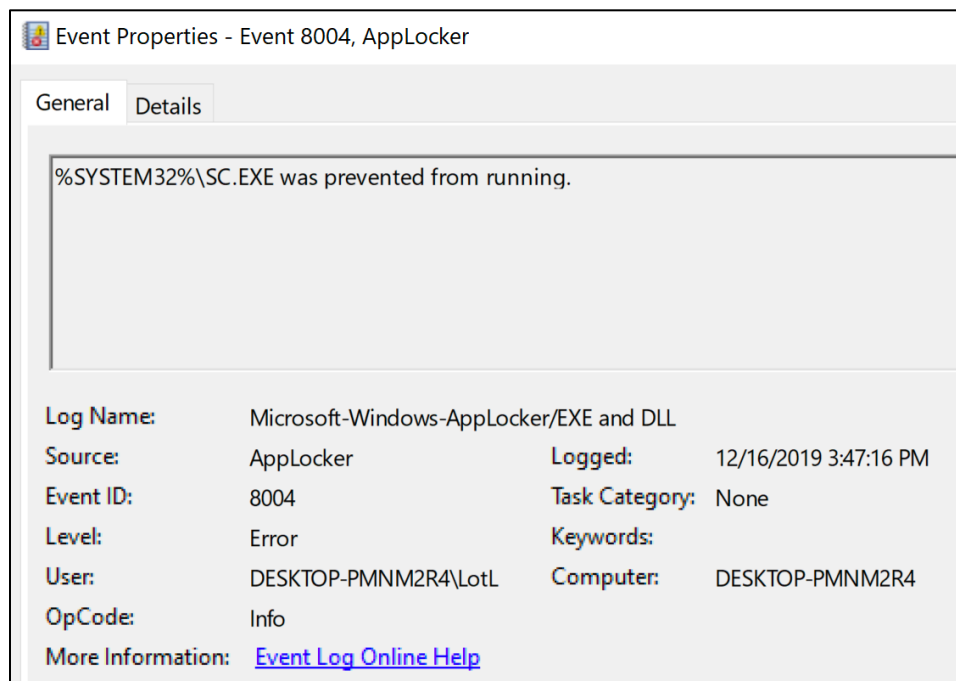 Event Properties - Event 8004, AppLocker
General Details
%SYSTEM32%\SC.EXE was prevented from running.
Log Name: Microsoft-Windows-AppLocker/EXE and DLL
Source: AppLocker Logged: 12/16/2019 3:47:16 PM
Event ID: 8004 Task Category: None
Level: Error Keywords:
User: DESKTOP-PMNM2R4\LotL Computer: DESKTOP-PMNM2R4
OpCode: Info
More Information: Event Log Online Help